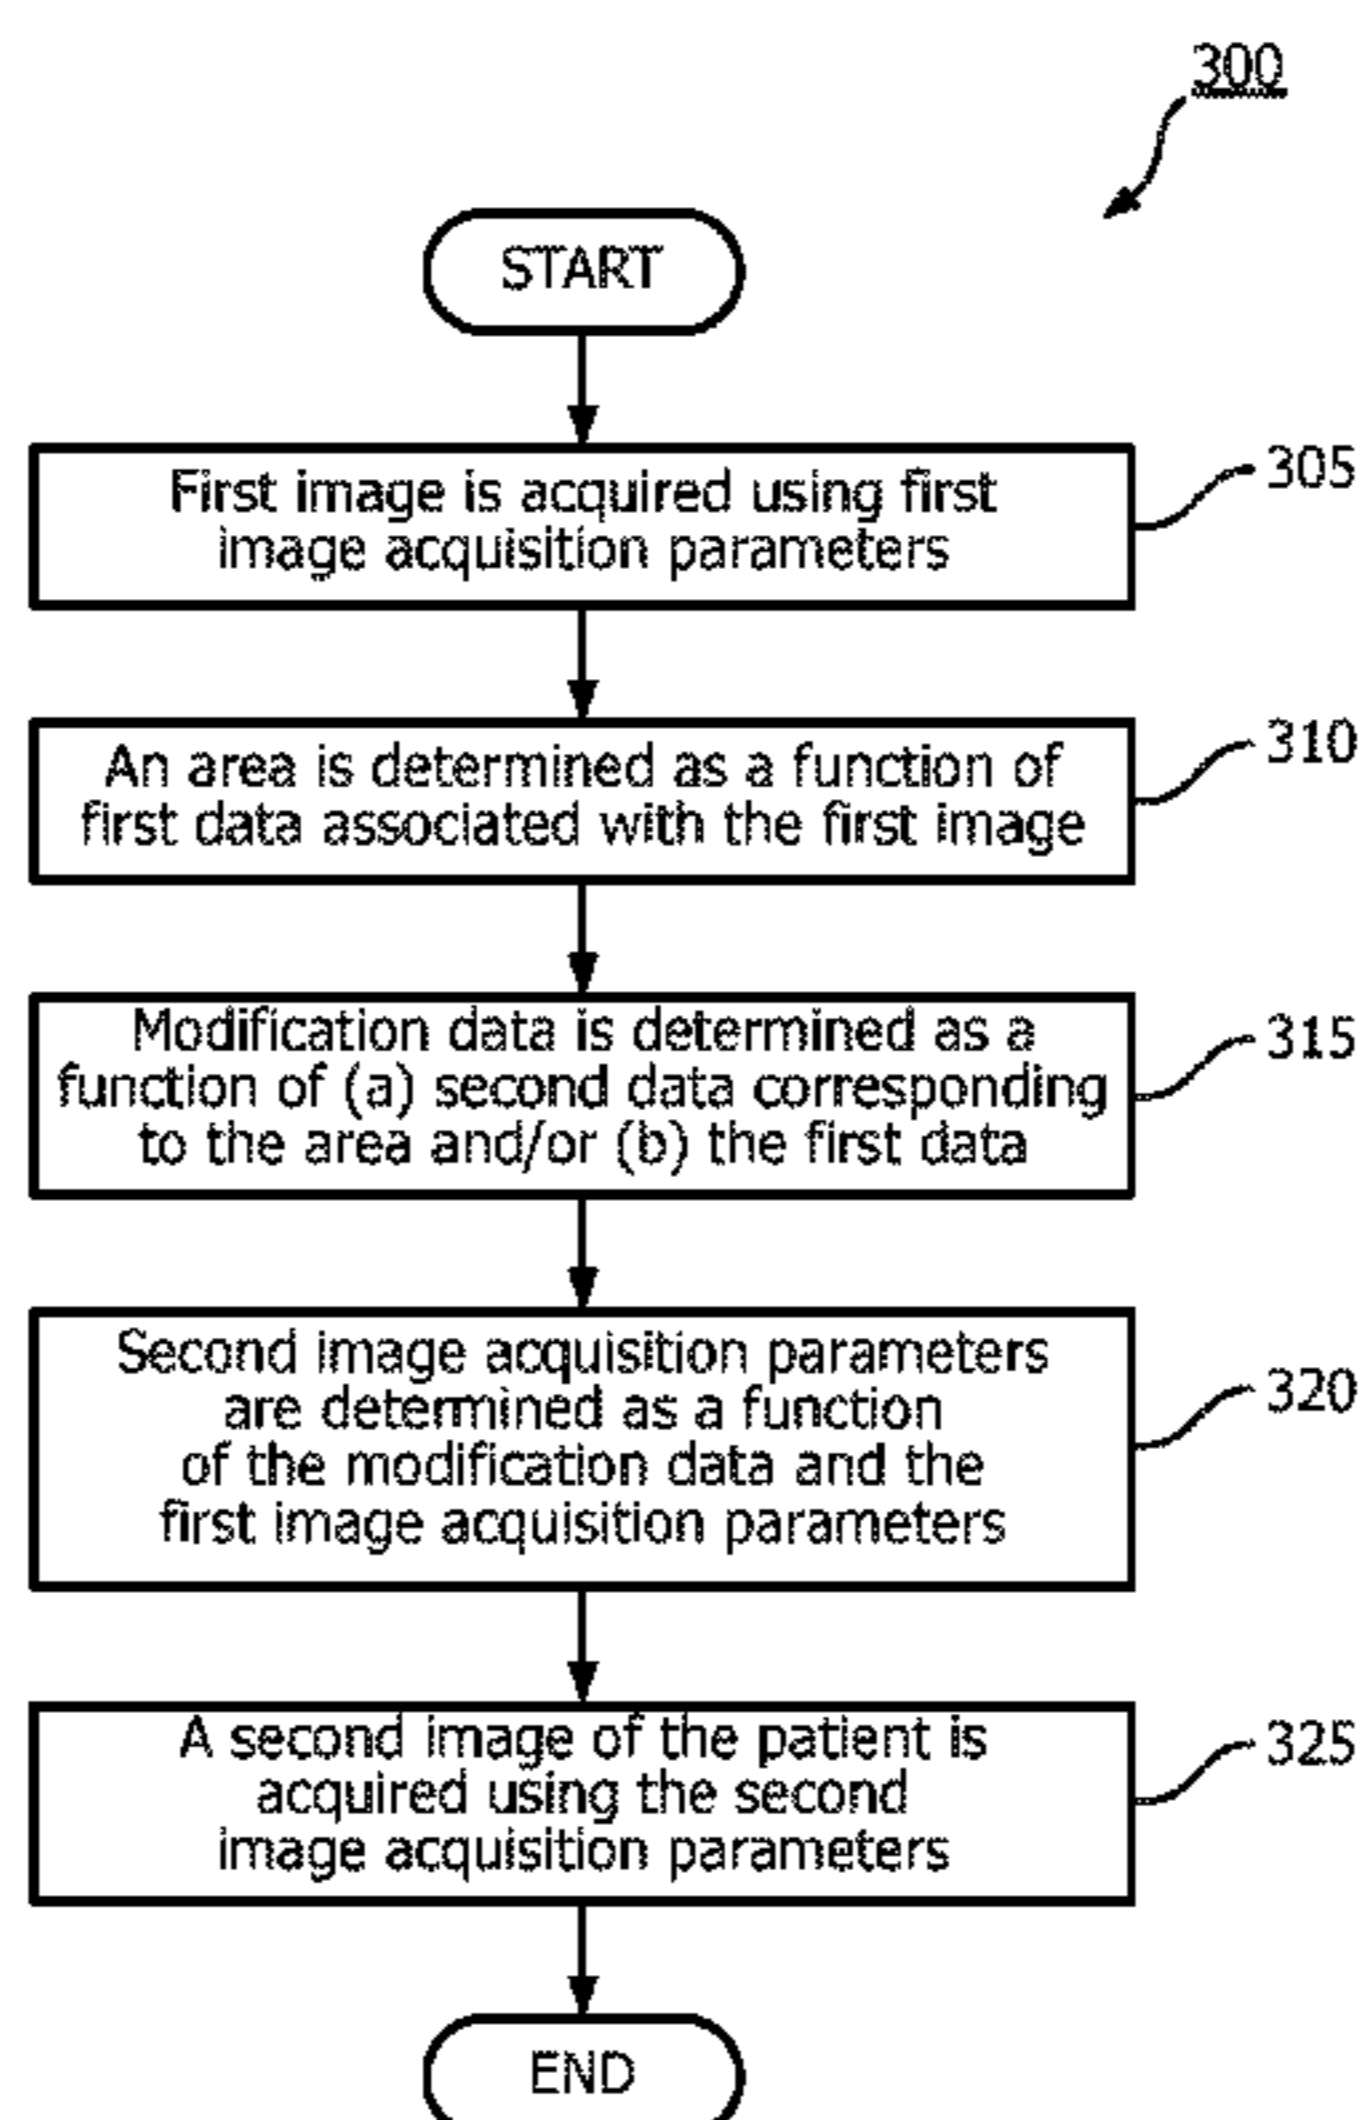 300
START
First image is acquired using first
image acquisition parameters
305
An area is determined as a function of
first data associated with the first image
310
Modification data is determined as a
function of (a) second data corresponding
to the area and/or (b) the first data
315
Second image acquisition parameters
are determined as a function
of the modification data and the
first image acquisition parameters
320
A second image of the patient is
acquired using the second
image acquisition parameters
325
END